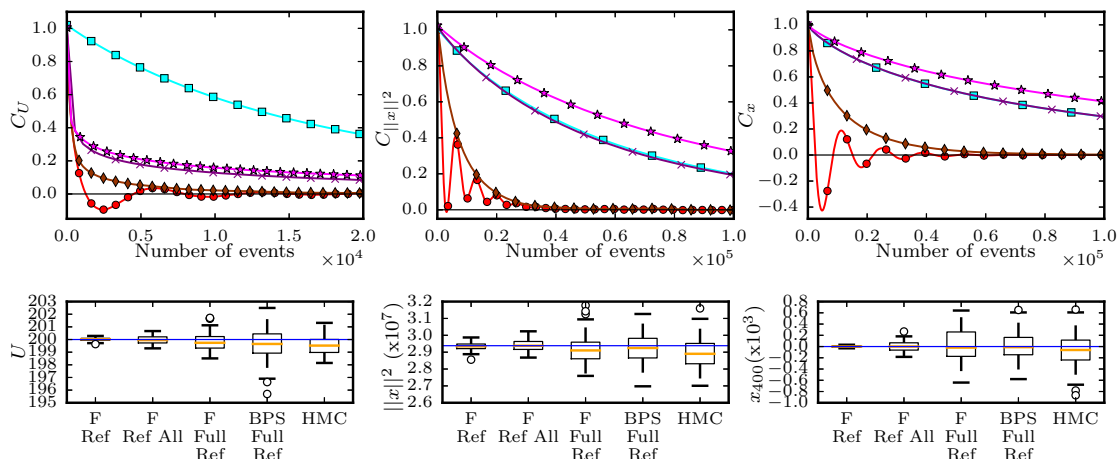 C_U
1.0
0.8
0.6
0.4
0.2
0.0
0.0 0.5 1.0 1.5 2.0
Number of events
×10^4
C_{||x||^2}
1.0
0.8
0.6
0.4
0.2
0.0
0.0 0.2 0.4 0.6 0.8 1.0
Number of events
×10^5
C_x
1.0
0.8
0.6
0.4
0.2
0.0
−0.2
−0.4
0.0 0.2 0.4 0.6 0.8 1.0
Number of events
×10^5
U
203
202
201
200
199
198
197
196
195
F Ref
F Ref All
F Full Ref
BPS Full Ref
HMC
||x||^2 (x10^7)
3.2
3.1
3.0
2.9
2.8
2.7
2.6
F Ref
F Ref All
F Full Ref
BPS Full Ref
HMC
x_{400}(x10^3)
0.8
0.6
0.4
0.2
0.0
−0.2
−0.4
−0.6
−0.8
−1.0
F Ref
F Ref All
F Full Ref
BPS Full Ref
HMC